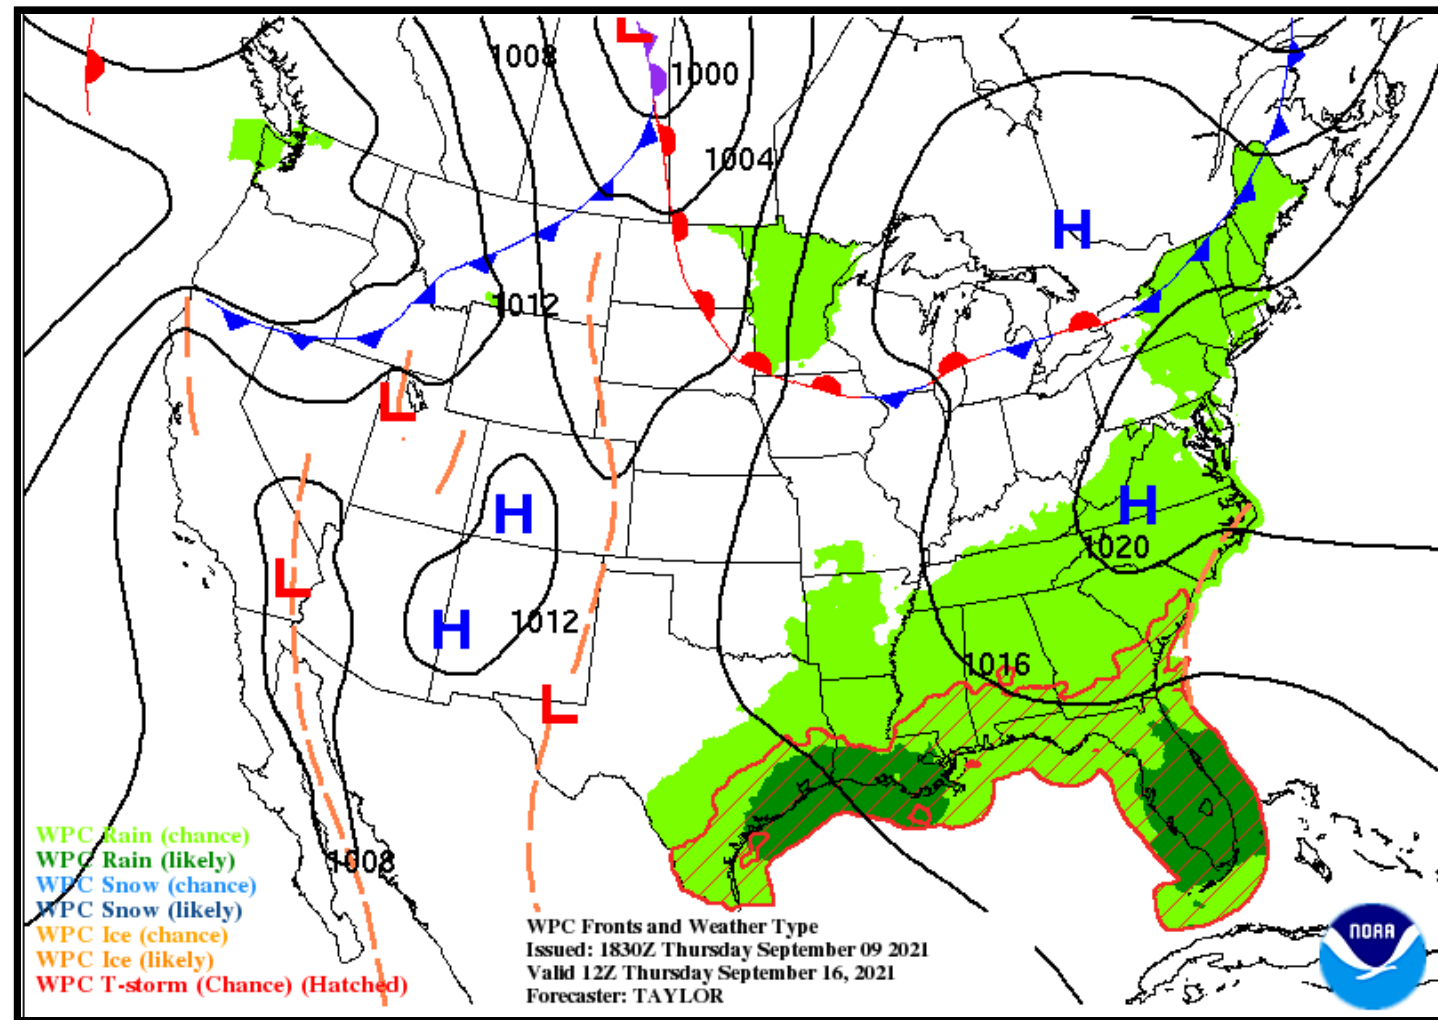 L
1008
1000
1004
H
1012
L
H
H
1020
L
1012
H
1016
L
1008
WPC Rain (chance)
WPC Rain (likely)
WPC Snow (chance)
WPC Snow (likely)
WPC Ice (chance)
WPC Ice (likely)
WPC T-storm (Chance) (Hatched)
WPC Fronts and Weather Type
Issued: 1830Z Thursday September 09 2021
Valid 12Z Thursday September 16, 2021
Forecaster: TAYLOR
NOAA